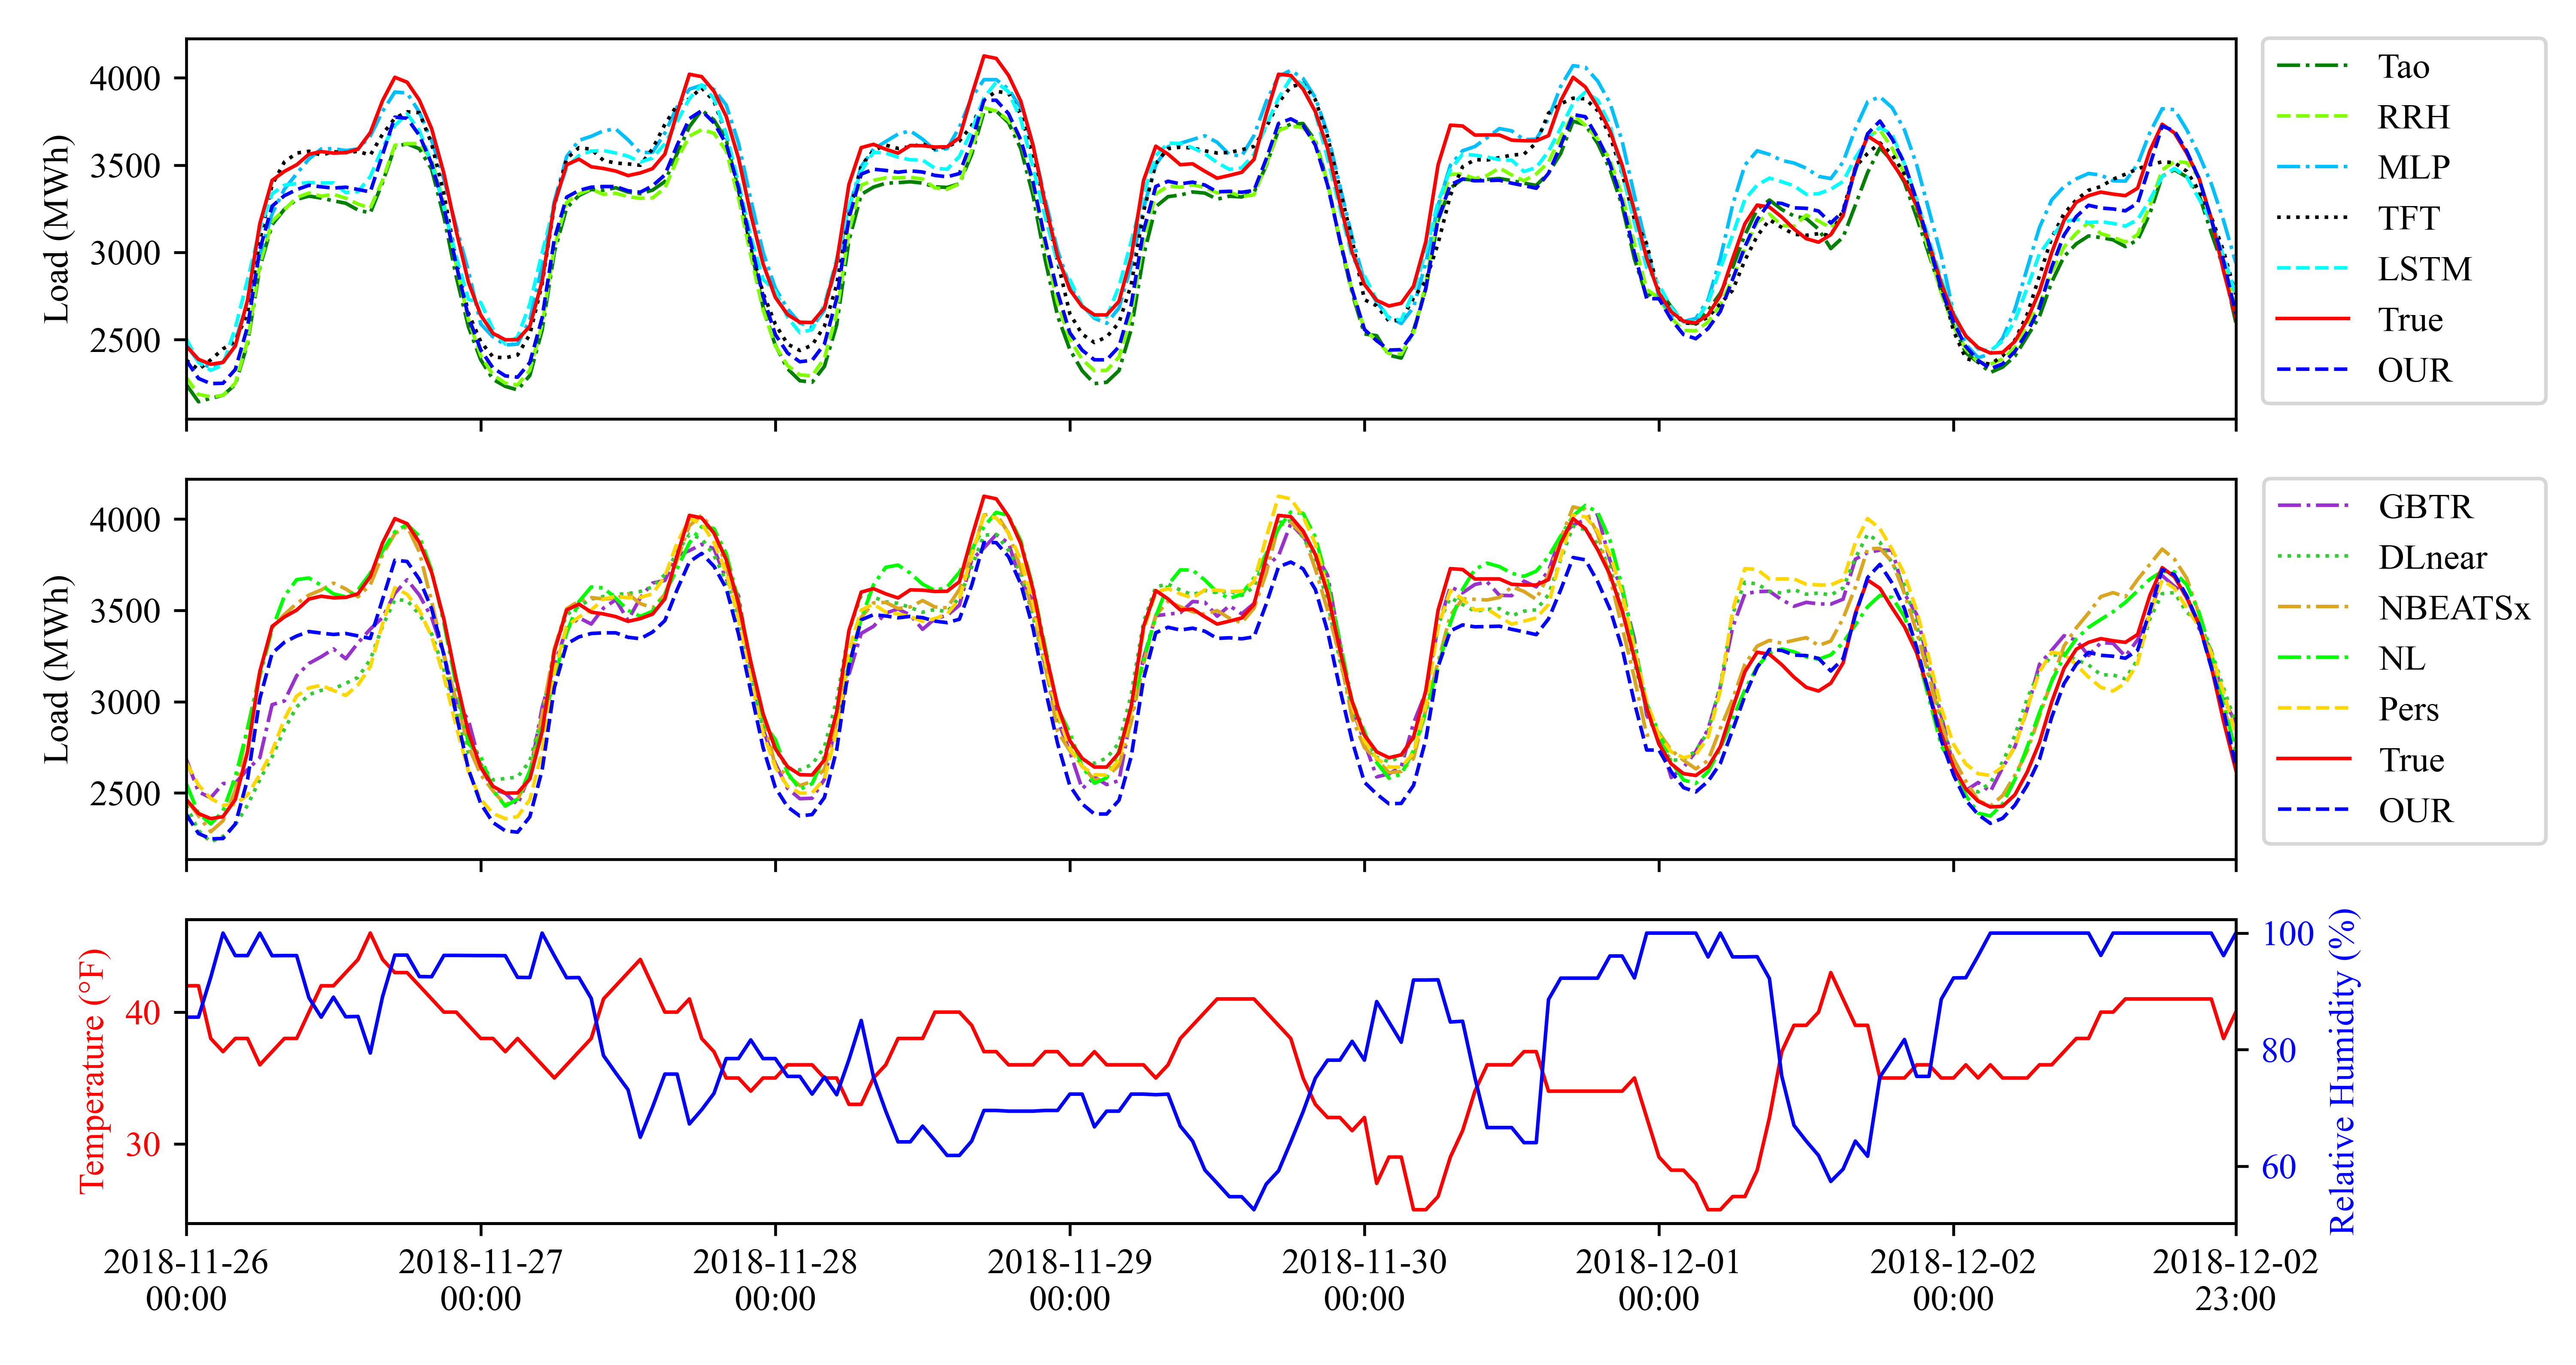 Load (MWh)
4000
3500
3000
2500
Tao
RRH
MLP
TFT
LSTM
True
OUR
Load (MWh)
4000
3500
3000
2500
GBTR
DLnear
NBEATSx
NL
Pers
True
OUR
Temperature (°F)
40
30
100
80
60
Relative Humidity (%)
2018-11-26
00:00
2018-11-27
00:00
2018-11-28
00:00
2018-11-29
00:00
2018-11-30
00:00
2018-12-01
00:00
2018-12-02
00:00
2018-12-02
23:00